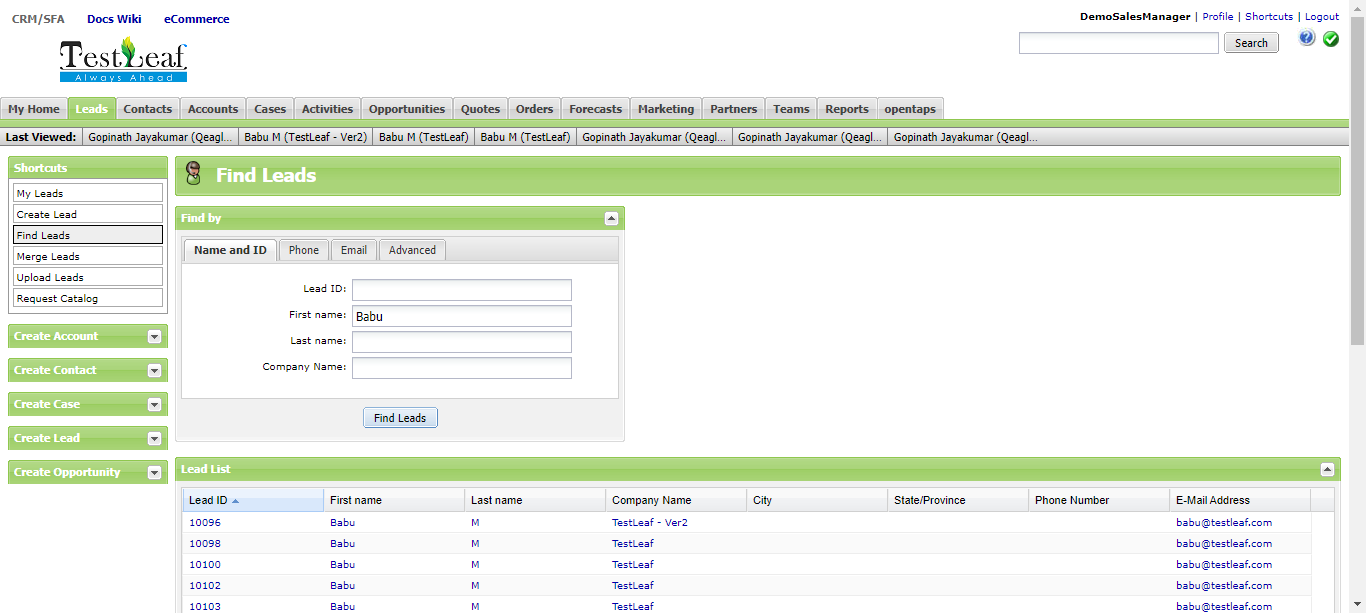 CRM/SFA Docs Wiki eCommerce
DemoSalesManager | Profile | Shortcuts | Logout
Search
TestLeaf
Always Ahead
My Home Leads Contacts Accounts Cases Activities Opportunities Quotes Orders Forecasts Marketing Partners Teams Reports opentaps
Last Viewed: Gopinath Jayakumar (Qeagl... Babu M (TestLeaf - Ver2) Babu M (TestLeaf) Babu M (TestLeaf) Gopinath Jayakumar (Qeagl... Gopinath Jayakumar (Qeagl... Gopinath Jayakumar (Qeagl...
Shortcuts
My Leads
Create Lead
Find Leads
Merge Leads
Upload Leads
Request Catalog
Create Account
Create Contact
Create Case
Create Lead
Create Opportunity
Find Leads
Find by
Name and ID Phone Email Advanced
Lead ID:
First name: Babu
Last name:
Company Name:
Find Leads
Lead List
Lead ID First name Last name Company Name City State/Province Phone Number E-Mail Address
10096 Babu M TestLeaf - Ver2 babu@testleaf.com
10098 Babu M TestLeaf babu@testleaf.com
10100 Babu M TestLeaf babu@testleaf.com
10102 Babu M TestLeaf babu@testleaf.com
10103 Babu M TestLeaf babu@testleaf.com